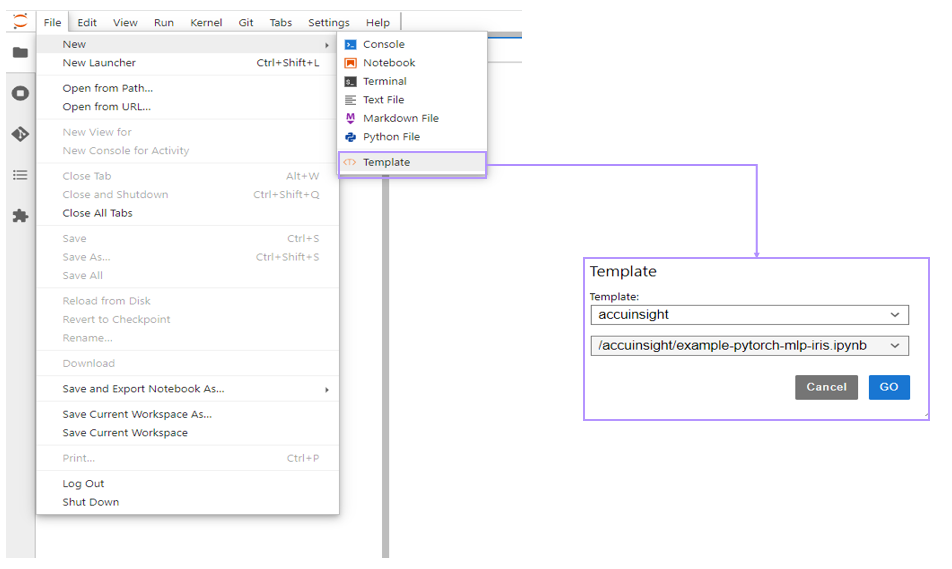 File Edit View Run Kernel Git Tabs Settings Help
New
New Launcher Ctrl+Shift+L
Open from Path...
Open from URL...
New View for
New Console for Activity
Close Tab Alt+W
Close and Shutdown Ctrl+Shift+Q
Close All Tabs
Save Ctrl+S
Save As... Ctrl+Shift+S
Save All
Reload from Disk
Revert to Checkpoint
Rename...
Download
Save and Export Notebook As...
Save Current Workspace As...
Save Current Workspace
Print... Ctrl+P
Log Out
Shut Down
Console
Notebook
Terminal
Text File
Markdown File
Python File
Template
Template
Template:
accuinsight
/accuinsight/example-pytorch-mlp-iris.ipynb
Cancel GO